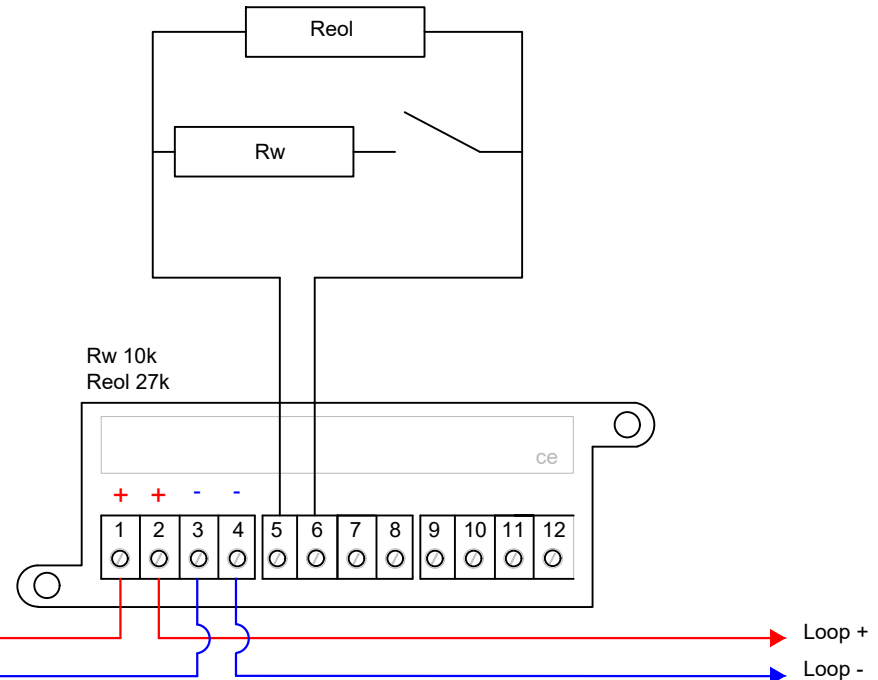 Reol
Rw
Rw 10k
Reol 27k
ce
+ + - -
1 2 3 4 5 6 7 8 9 10 11 12
Loop +
Loop -